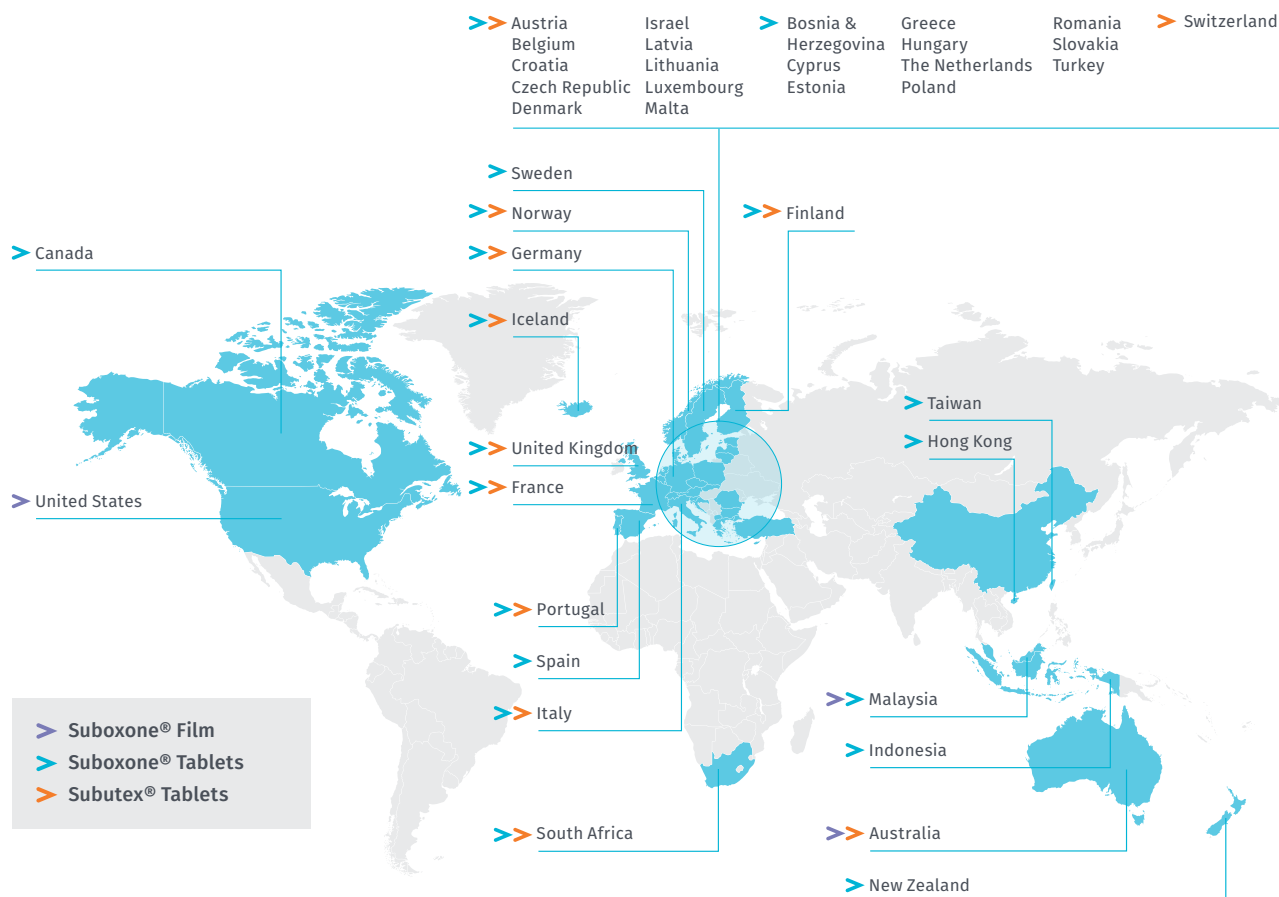 Austria
Belgium
Croatia
Czech Republic
Denmark
Israel
Latvia
Lithuania
Luxembourg
Malta
Bosnia &
Herzegovina
Cyprus
Estonia
Greece
Hungary
The Netherlands
Poland
Romania
Slovakia
Turkey
Switzerland
Sweden
Norway
Finland
Germany
Canada
Iceland
Taiwan
Hong Kong
United Kingdom
France
United States
Portugal
Spain
Italy
Malaysia
Indonesia
South Africa
Australia
New Zealand
Suboxone® Film
Suboxone® Tablets
Subutex® Tablets